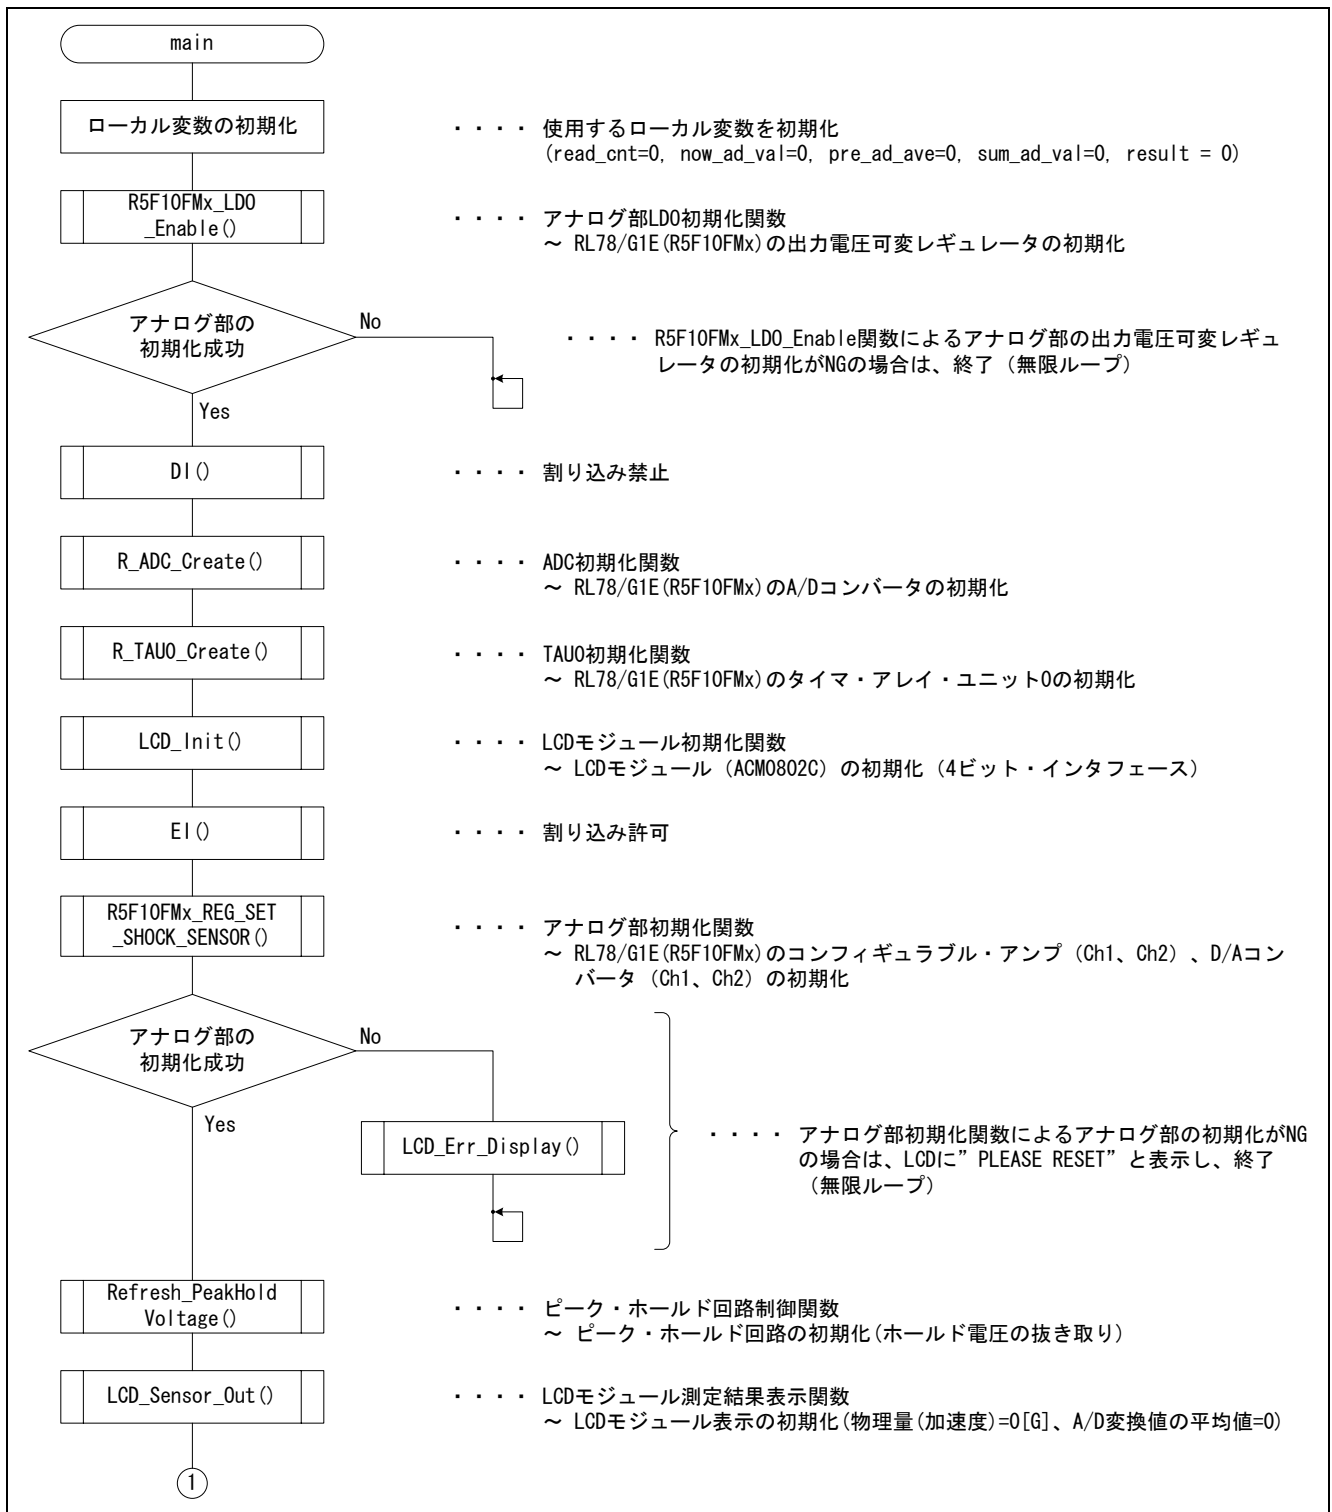 main
ローカル変数の初期化
・・・・ 使用するローカル変数を初期化
(read_cnt=0, now_ad_val=0, pre_ad_ave=0, sum_ad_val=0, result = 0)
R5F10FMx_LDO
_Enable()
・・・・ アナログ部LDO初期化関数
～ RL78/G1E(R5F10FMx)の出力電圧可変レギュレータの初期化
アナログ部の
初期化成功
No
・・・・ R5F10FMx_LDO_Enable関数によるアナログ部の出力電圧可変レギュ
レータの初期化がNGの場合は、終了（無限ループ）
Yes
DI()
・・・・ 割り込み禁止
R_ADC_Create()
・・・・ ADC初期化関数
～ RL78/G1E(R5F10FMx)のA/Dコンバータの初期化
R_TAU0_Create()
・・・・ TAU0初期化関数
～ RL78/G1E(R5F10FMx)のタイマ・アレイ・ユニット0の初期化
LCD_Init()
・・・・ LCDモジュール初期化関数
～ LCDモジュール（ACM0802C）の初期化（4ビット・インタフェース）
EI()
・・・・ 割り込み許可
R5F10FMx_REG_SET
_SHOCK_SENSOR()
・・・・ アナログ部初期化関数
～ RL78/G1E(R5F10FMx)のコンフィギュラブル・アンプ（Ch1、Ch2）、D/Aコン
バータ（Ch1、Ch2）の初期化
アナログ部の
初期化成功
No
Yes
LCD_Err_Display()
・・・・ アナログ部初期化関数によるアナログ部の初期化がNG
の場合は、LCDに”PLEASE RESET”と表示し、終了
（無限ループ）
Refresh_PeakHold
Voltage()
・・・・ ピーク・ホールド回路制御関数
～ ピーク・ホールド回路の初期化(ホールド電圧の抜き取り)
LCD_Sensor_Out()
・・・・ LCDモジュール測定結果表示関数
～ LCDモジュール表示の初期化(物理量(加速度)=0[G]、A/D変換値の平均値=0)
1